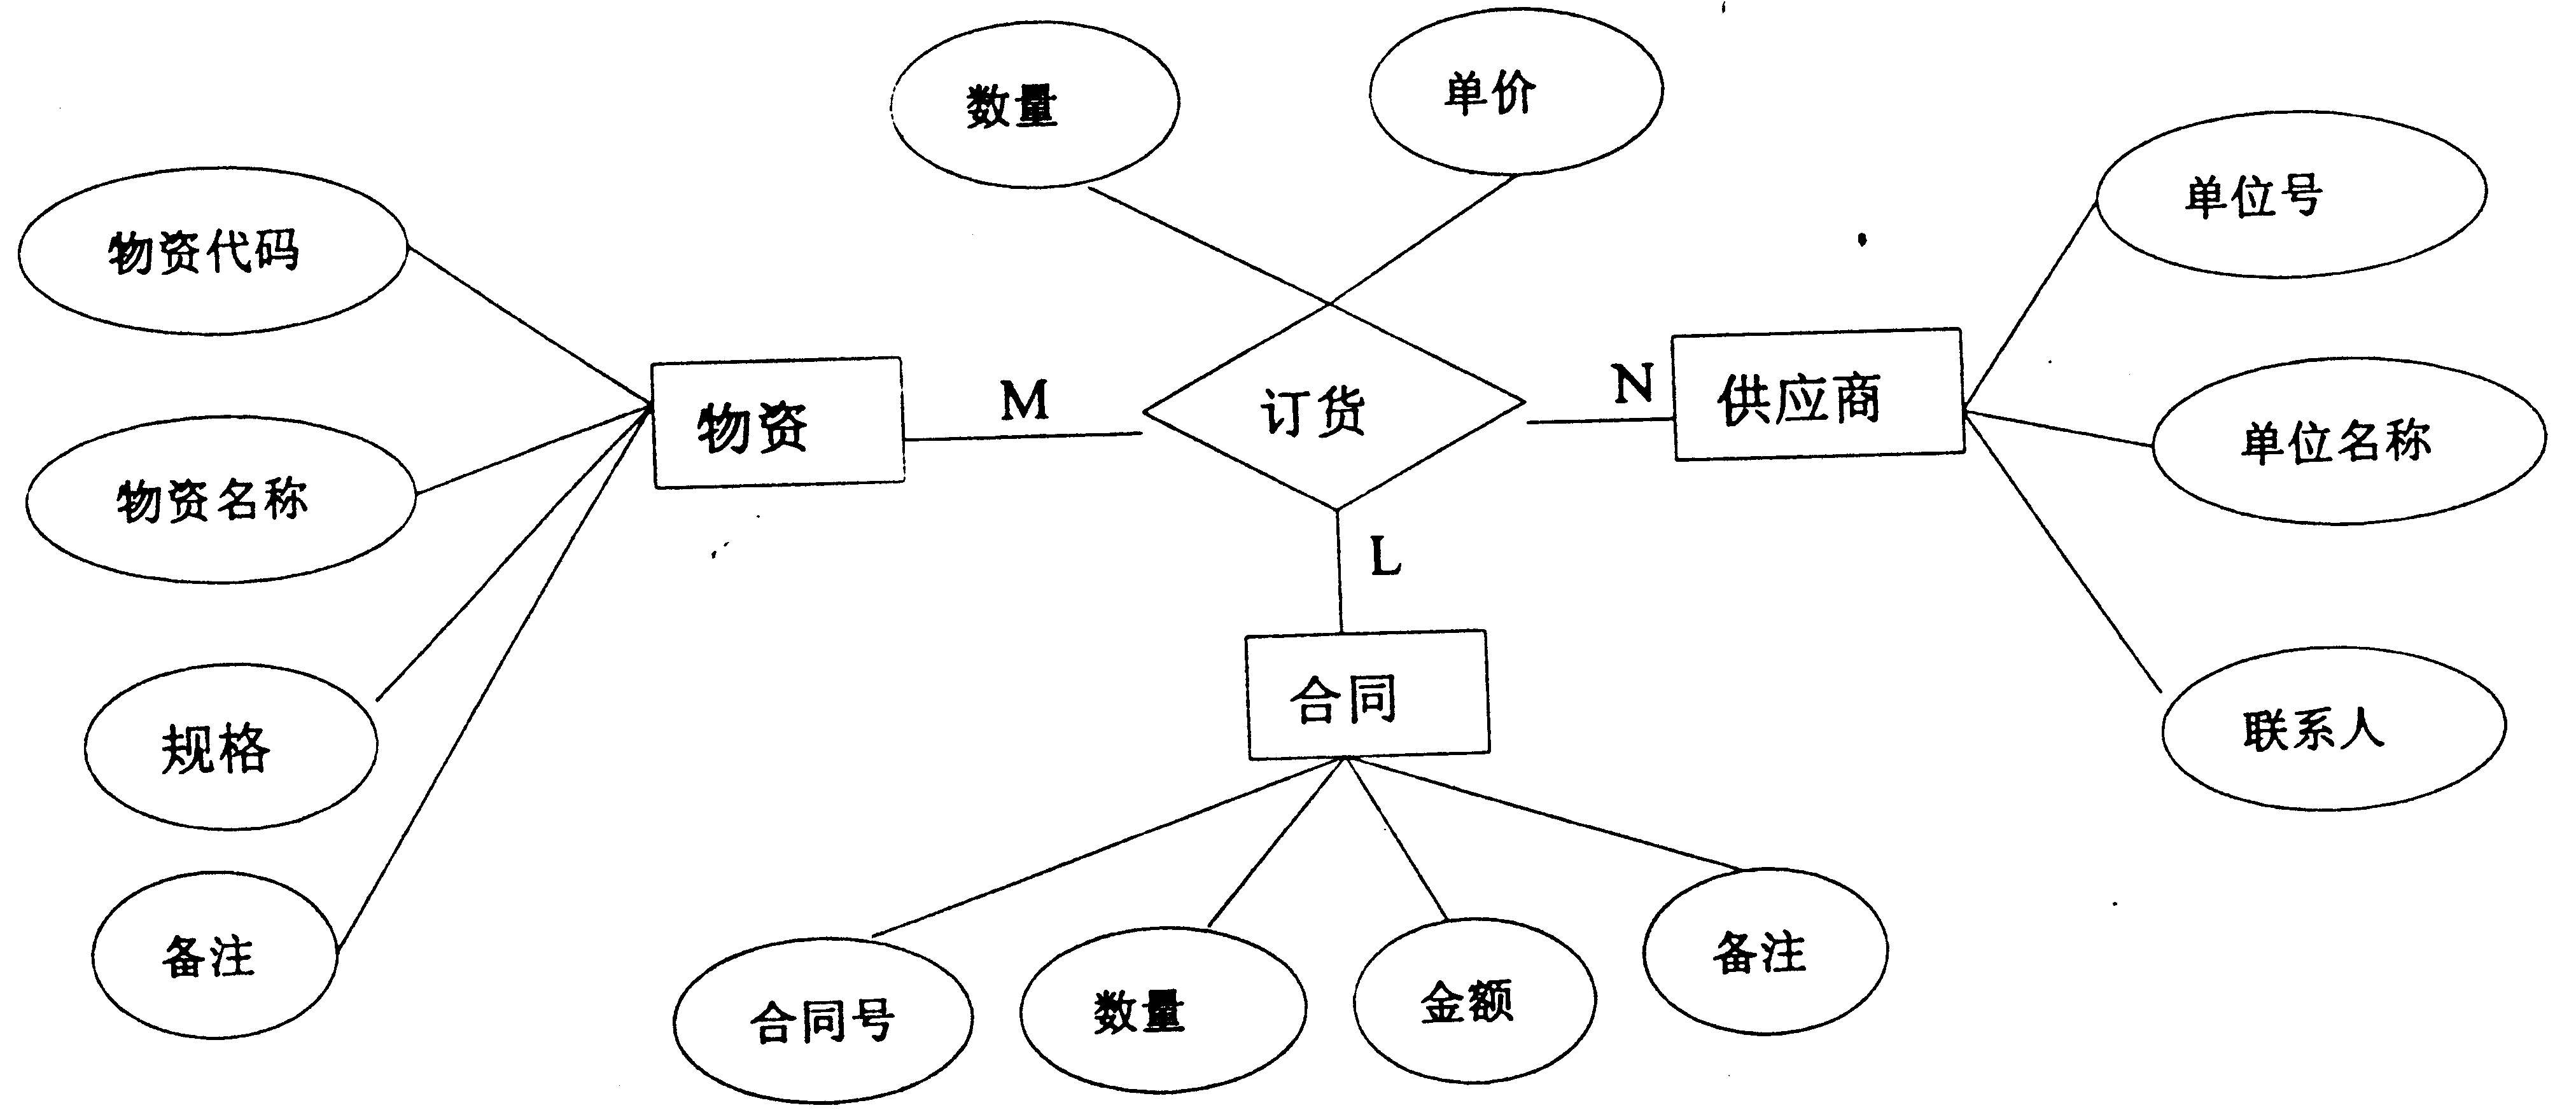 数量
单价
单位号
物资代码
物资
M
订货
N
供应商
物资名称
单位名称
L
规格
合同
联系人
备注
合同号
数量
金额
备注